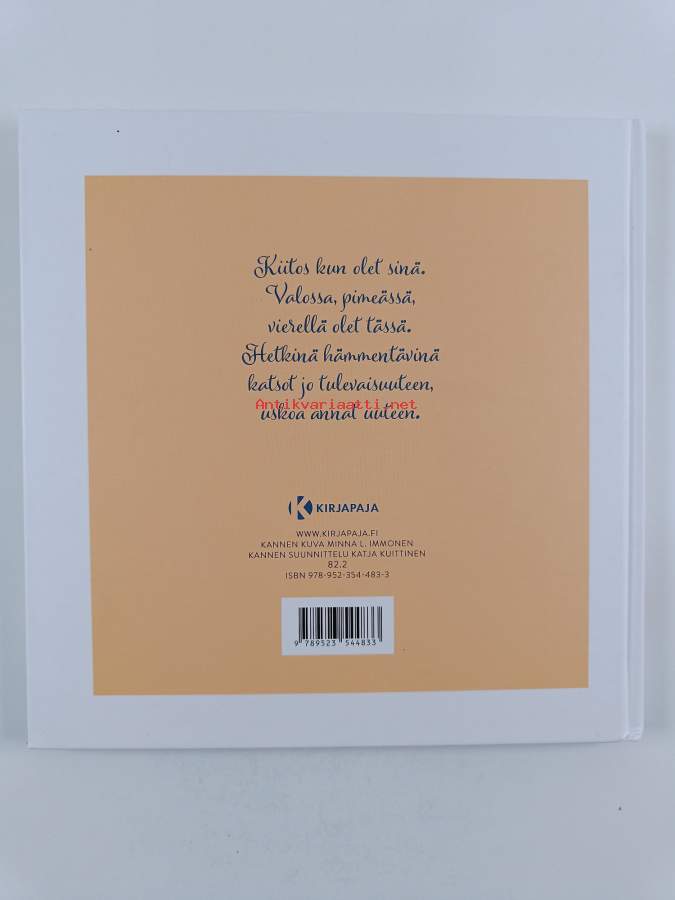 Kiitos kun olet sinä.
Valossa, pimeässä,
vierellä olet tässä.
Hetkinä hämmentävinä
katsot jo tulevaisuuteen,
Antikvariaatti.net
uskoa annat uuteen.
KIRJAPAJA
WWW.KIRJAPAJA.FI
KANNEN KUVA MINNA L. IMMONEN
KANNEN SUUNNITTELU KATJA KUITTINEN
82.2
ISBN 978-952-354-483-3
9 789523 544833